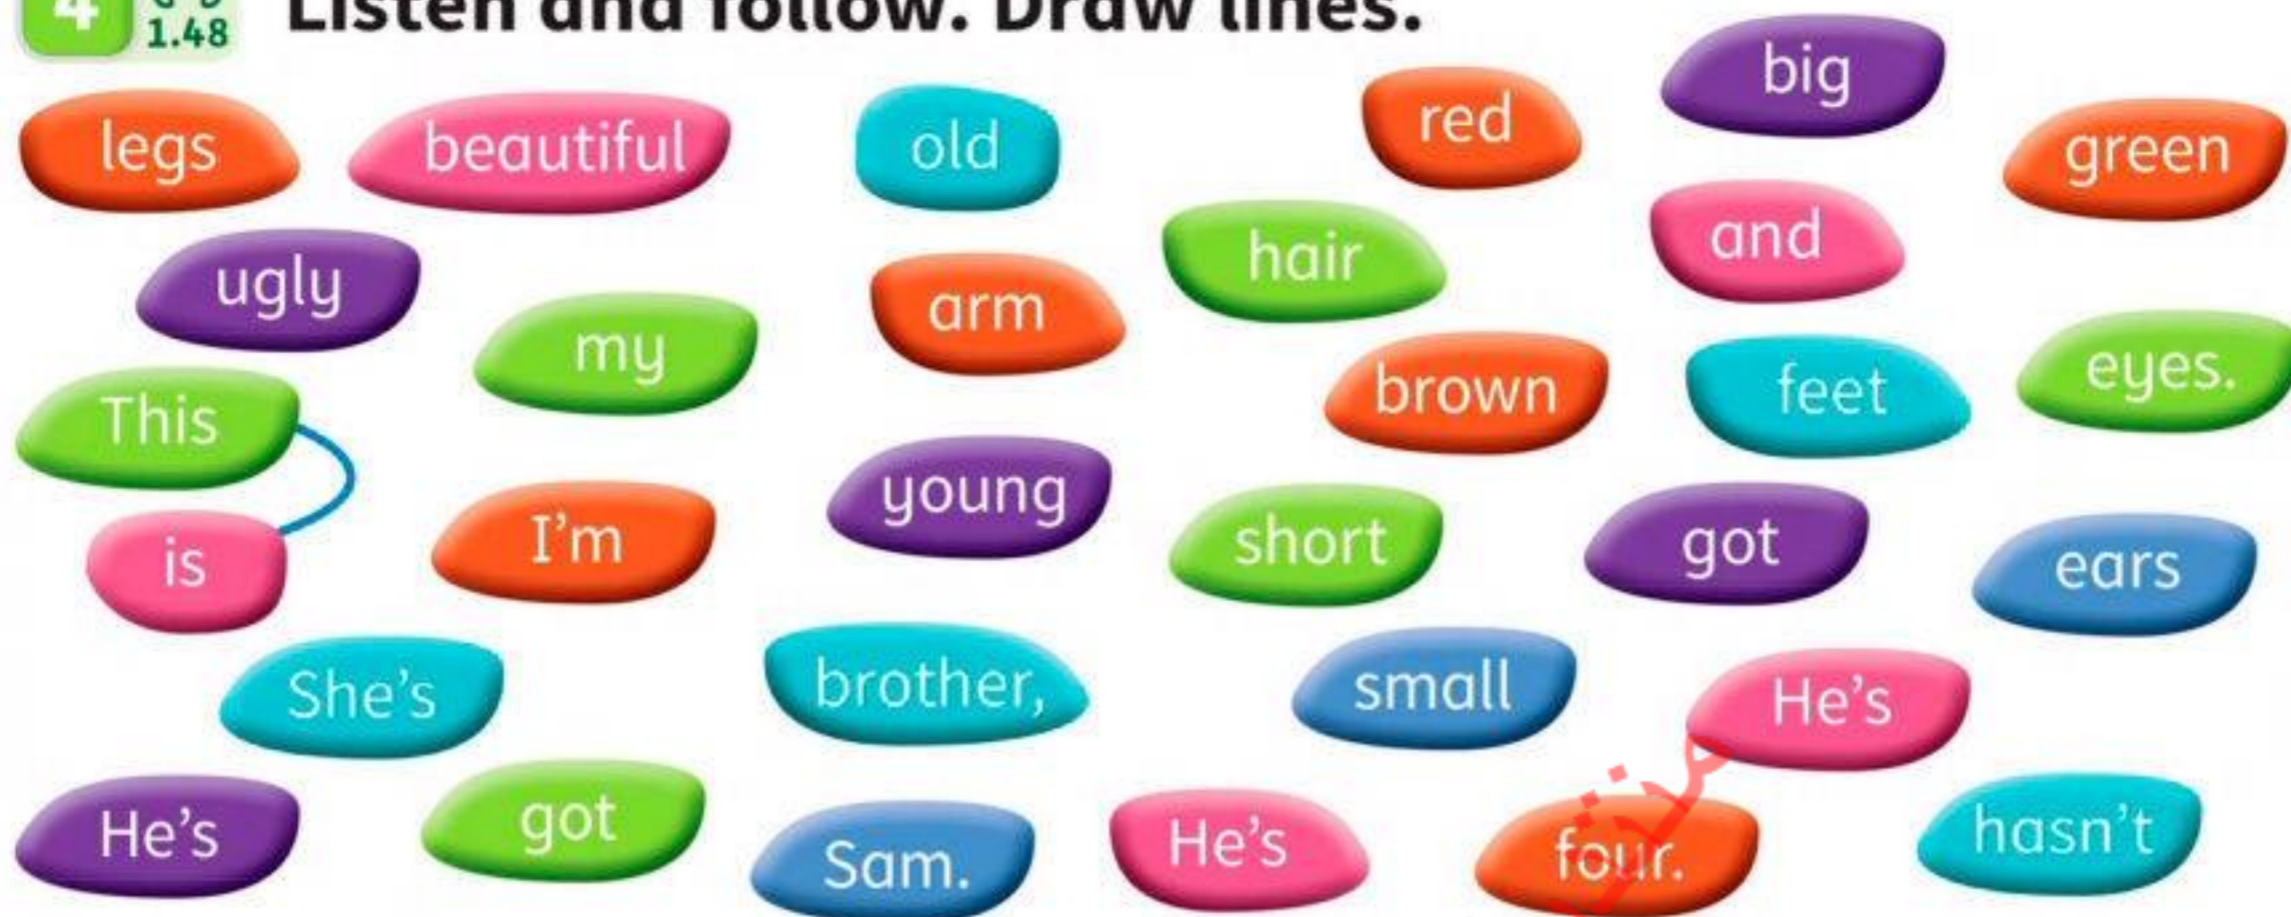 4 1.48 Listen and follow. Draw lines.
big
legs beautiful old red green
and
ugly my arm hair
This brown feet eyes.
is I'm young short got ears
She's brother, small He's
He's got Sam. He's four. hasn't